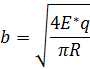 b = √(4E*q / πR)